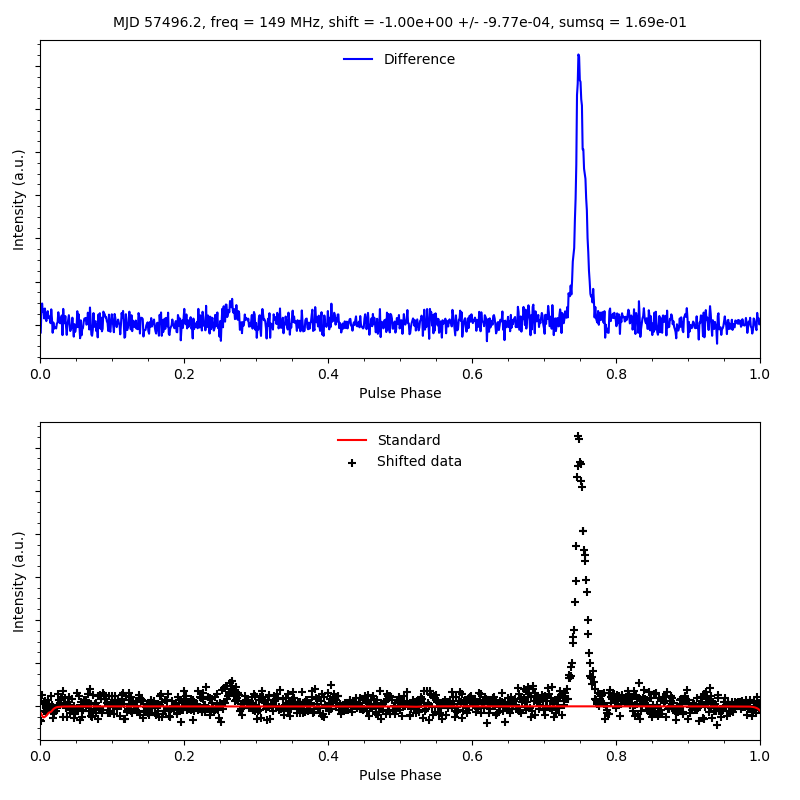 MJD 57496.2, freq = 149 MHz, shift = -1.00e+00 +/- -9.77e-04, sumsq = 1.69e-01
Difference
Intensity (a.u.)
0.0 0.2 0.4 0.6 0.8 1.0
Pulse Phase
Standard
Shifted data
Intensity (a.u.)
0.0 0.2 0.4 0.6 0.8 1.0
Pulse Phase